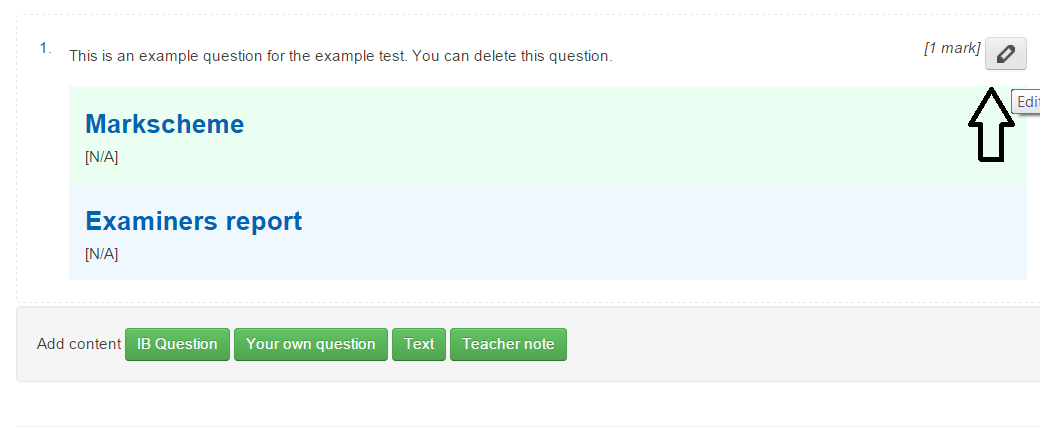 1. This is an example question for the example test. You can delete this question. [1 mark]
Edit
Markscheme
[N/A]
Examiners report
[N/A]
Add content IB Question Your own question Text Teacher note